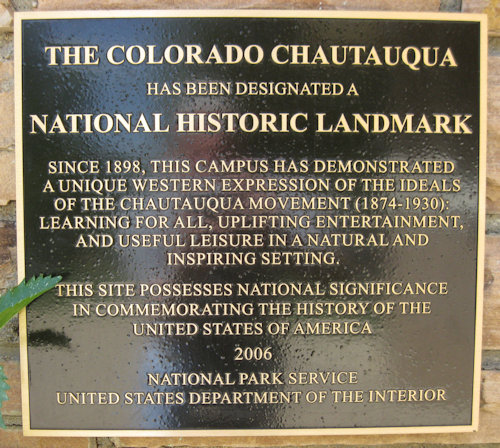 THE COLORADO CHAUTAUQUA
HAS BEEN DESIGNATED A
NATIONAL HISTORIC LANDMARK
SINCE 1898, THIS CAMPUS HAS DEMONSTRATED
A UNIQUE WESTERN EXPRESSION OF THE IDEALS
OF THE CHAUTAUQUA MOVEMENT (1874-1930):
LEARNING FOR ALL, UPLIFTING ENTERTAINMENT,
AND USEFUL LEISURE IN A NATURAL AND
INSPIRING SETTING.
THIS SITE POSSESSES NATIONAL SIGNIFICANCE
IN COMMEMORATING THE HISTORY OF THE
UNITED STATES OF AMERICA
2006
NATIONAL PARK SERVICE
UNITED STATES DEPARTMENT OF THE INTERIOR